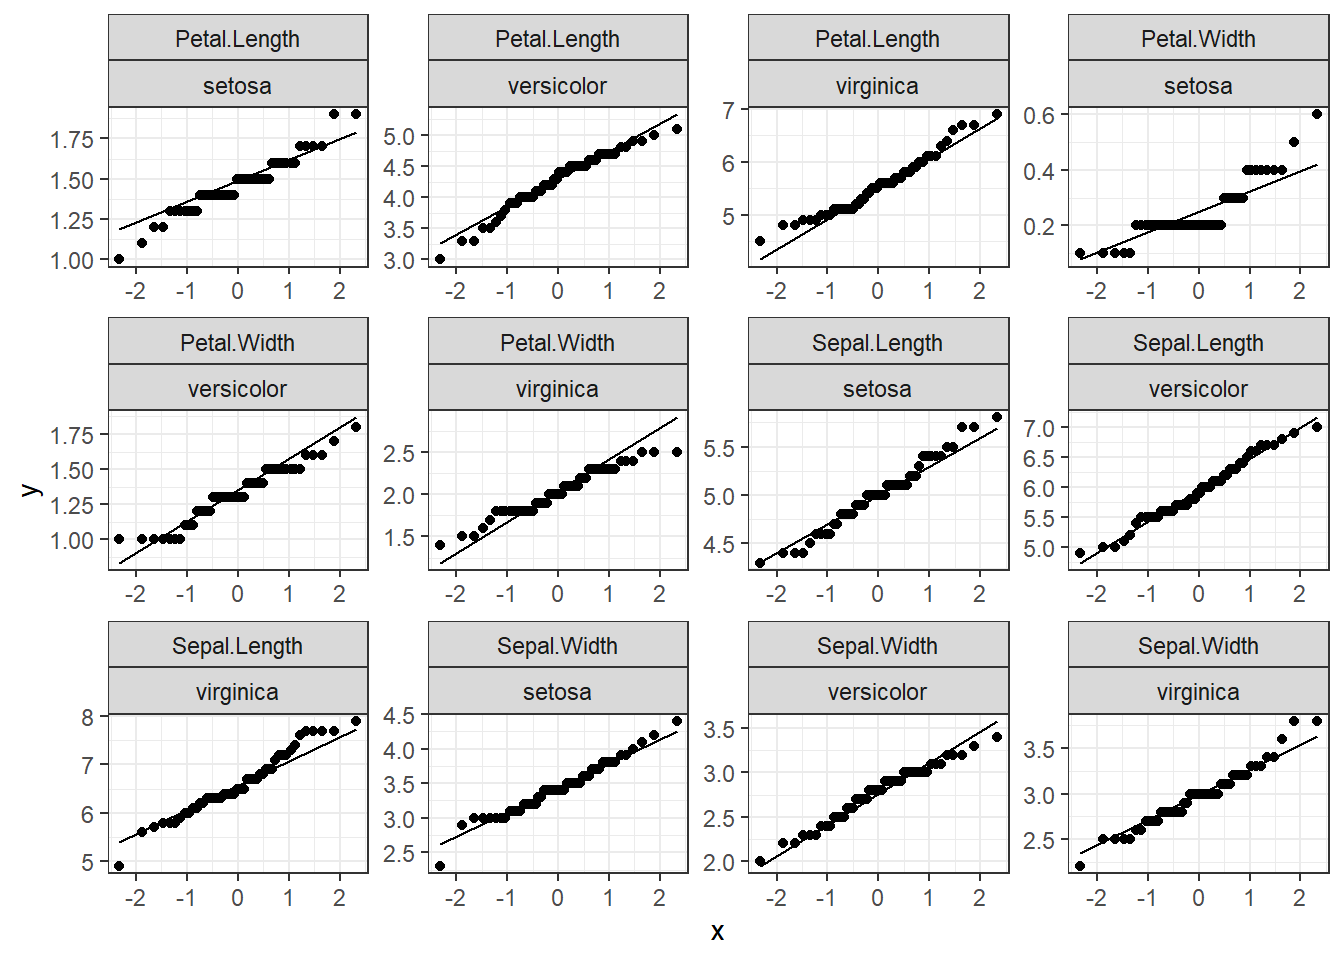 Petal.Length Petal.Length Petal.Length Petal.Width
setosa versicolor virginica setosa
1.75 1.50 1.25 1.00
5.0 4.5 4.0 3.5 3.0
7 6 5
0.6 0.4 0.2
-2 -1 0 1 2 -2 -1 0 1 2 -2 -1 0 1 2 -2 -1 0 1 2
Petal.Width Petal.Width Sepal.Length Sepal.Length
versicolor virginica setosa versicolor
1.75 1.50 1.25 1.00
2.5 2.0 1.5
5.5 5.0 4.5
7.0 6.5 6.0 5.5 5.0
-2 -1 0 1 2 -2 -1 0 1 2 -2 -1 0 1 2 -2 -1 0 1 2
y
Sepal.Length Sepal.Width Sepal.Width Sepal.Width
virginica setosa versicolor virginica
8 7 6 5
4.5 4.0 3.5 3.0 2.5
3.5 3.0 2.5 2.0
3.5 3.0 2.5
-2 -1 0 1 2 -2 -1 0 1 2 -2 -1 0 1 2 -2 -1 0 1 2
x